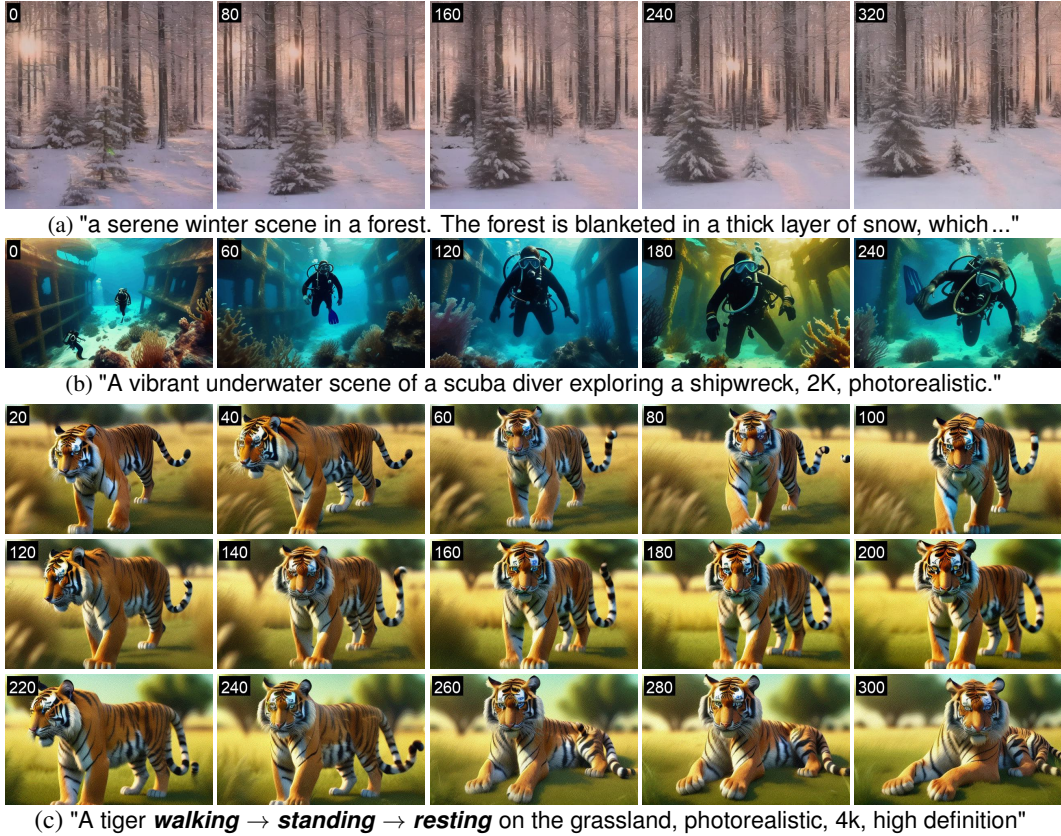 0 80 160 240 320
(a) "a serene winter scene in a forest. The forest is blanketed in a thick layer of snow, which ..."
0 60 120 180 240
(b) "A vibrant underwater scene of a scuba diver exploring a shipwreck, 2K, photorealistic."
20 40 60 80 100
120 140 160 180 200
220 240 260 280 300
(c) "A tiger walking → standing → resting on the grassland, photorealistic, 4k, high definition"